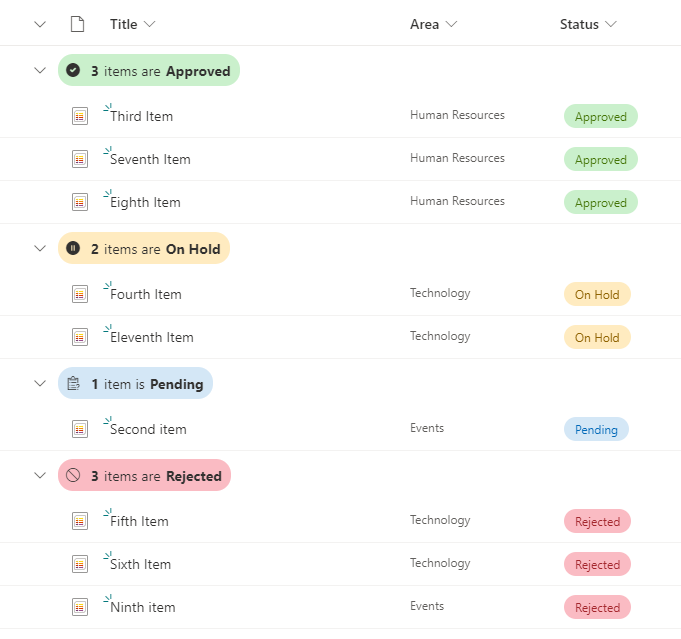 Title Area Status
3 items are Approved
Third Item Human Resources Approved
Seventh Item Human Resources Approved
Eighth Item Human Resources Approved
2 items are On Hold
Fourth Item Technology On Hold
Eleventh Item Technology On Hold
1 item is Pending
Second item Events Pending
3 items are Rejected
Fifth Item Technology Rejected
Sixth Item Technology Rejected
Ninth item Events Rejected